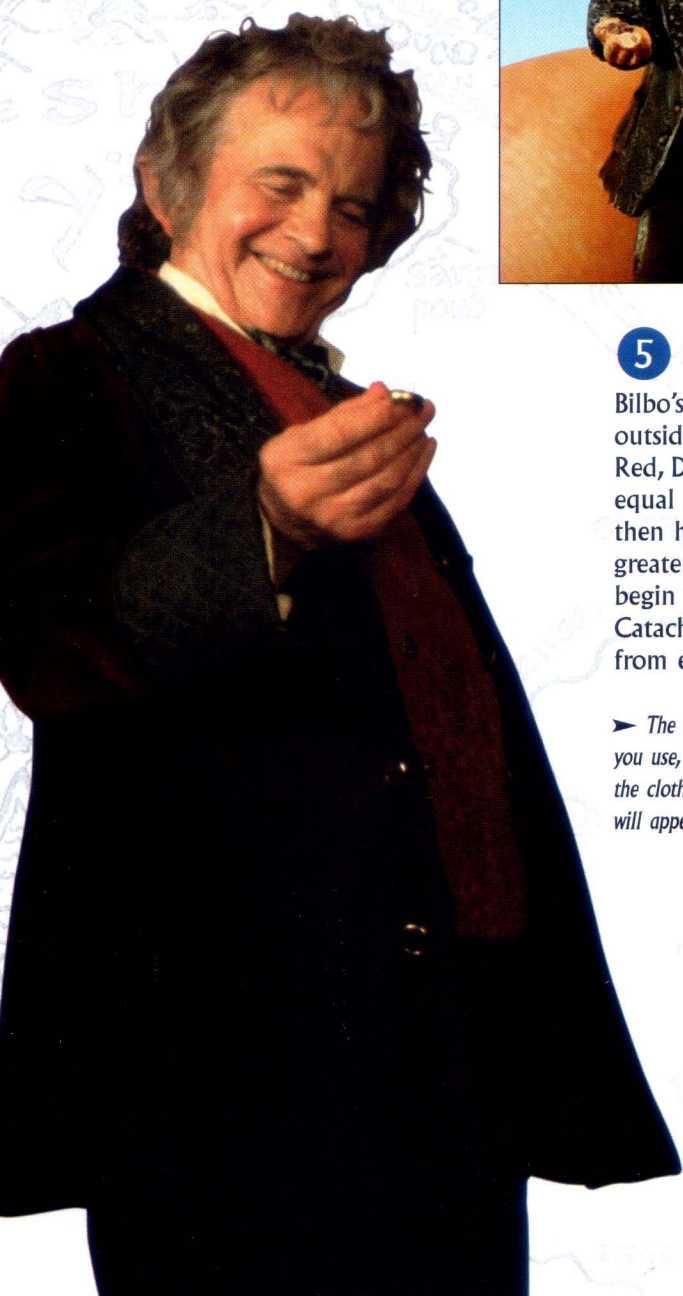 5
Bilbo's
outsid
Red, D
equal
then h
greate
begin
Catach
from e
➤ The
you use,
the cloth
will appe